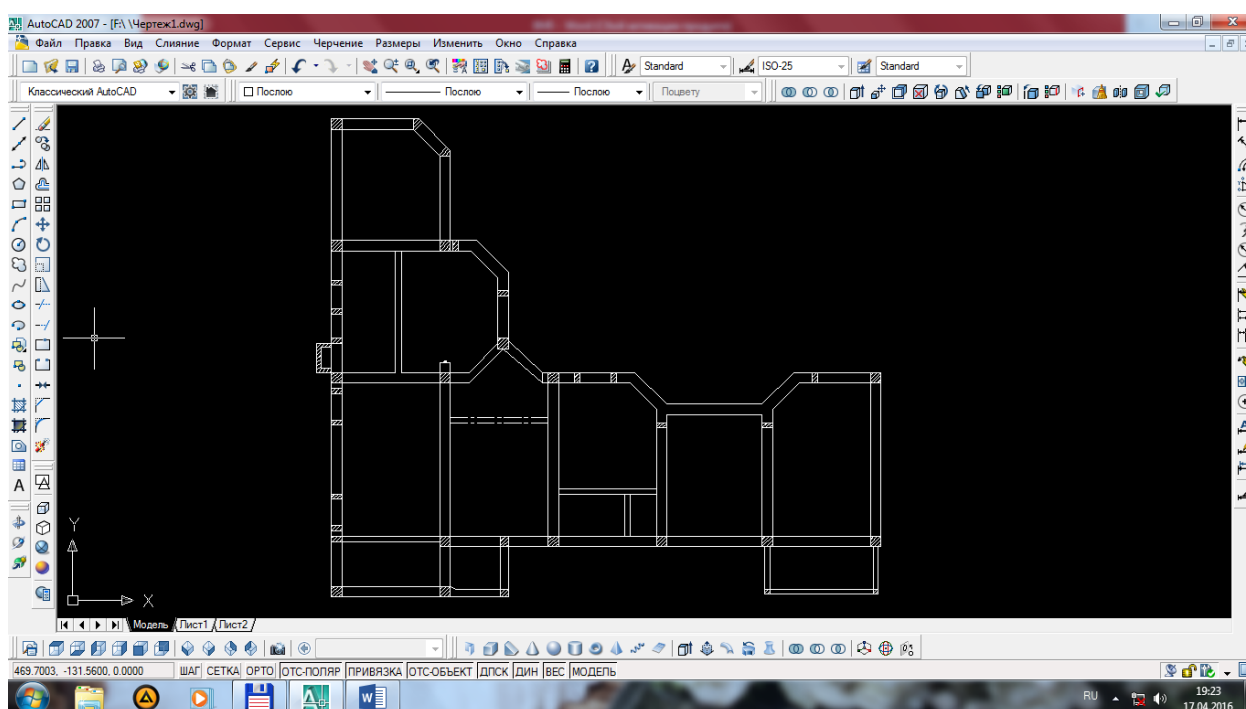 AutoCAD 2007 - [F:\ \Чертеж1.dwg]
Файл Правка Вид Слияние Формат Сервис Черчение Размеры Изменить Окно Справка
Standard ISO-25 Standard
Классический AutoCAD Послою Послою Послою Поцвету
A
Y
X
Модель Лист1 Лист2
469.7003, -131.5600, 0.0000 ШАГ СЕТКА ОРТО ОТС-ПОЛЯР ПРИВЯЗКА ОТС-ОБЪЕКТ ДПСК ДИН ВЕС МОДЕЛЬ
RU 19:23
17.04.2016